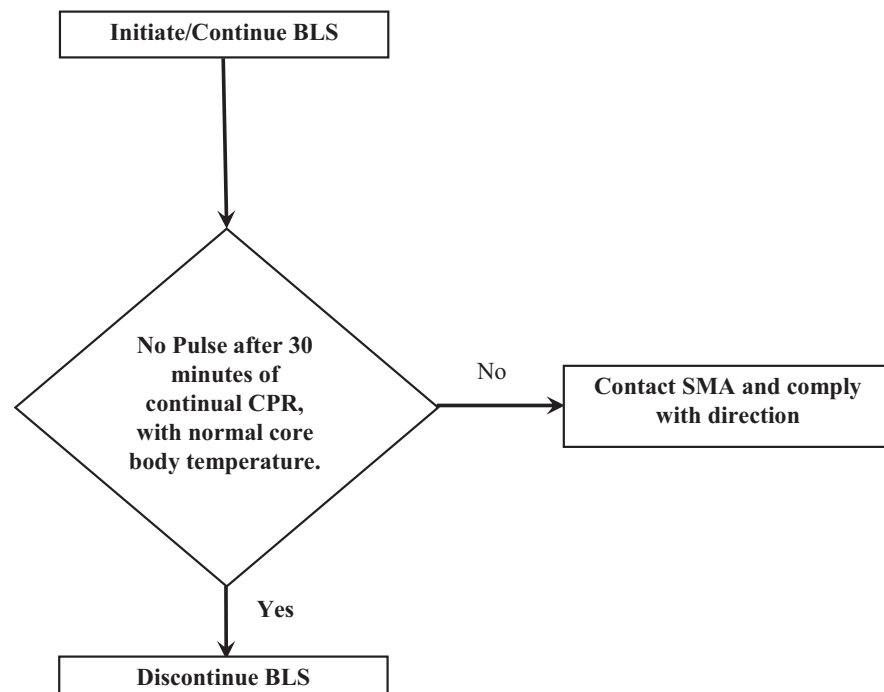 Initiate/Continue BLS
No Pulse after 30
minutes of
continual CPR,
with normal core
body temperature.
No
Contact SMA and comply
with direction
Yes
Discontinue BLS